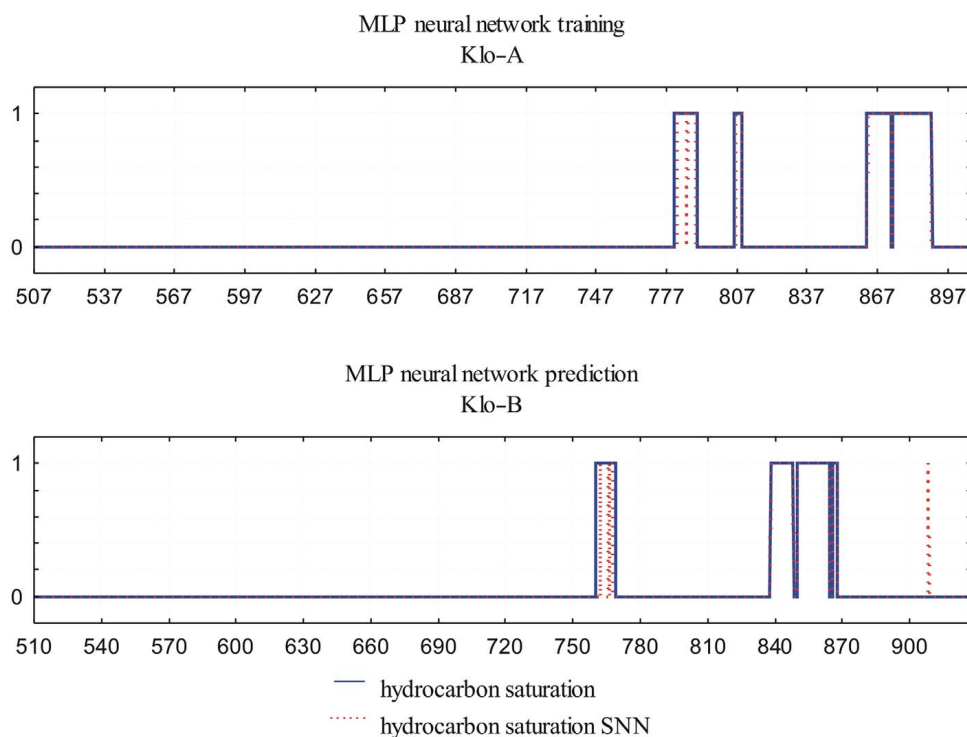 MLP neural network training
Klo-A
1
0
507 537 567 597 627 657 687 717 747 777 807 837 867 897
MLP neural network prediction
Klo-B
1
0
510 540 570 600 630 660 690 720 750 780 810 840 870 900
hydrocarbon saturation
hydrocarbon saturation SNN